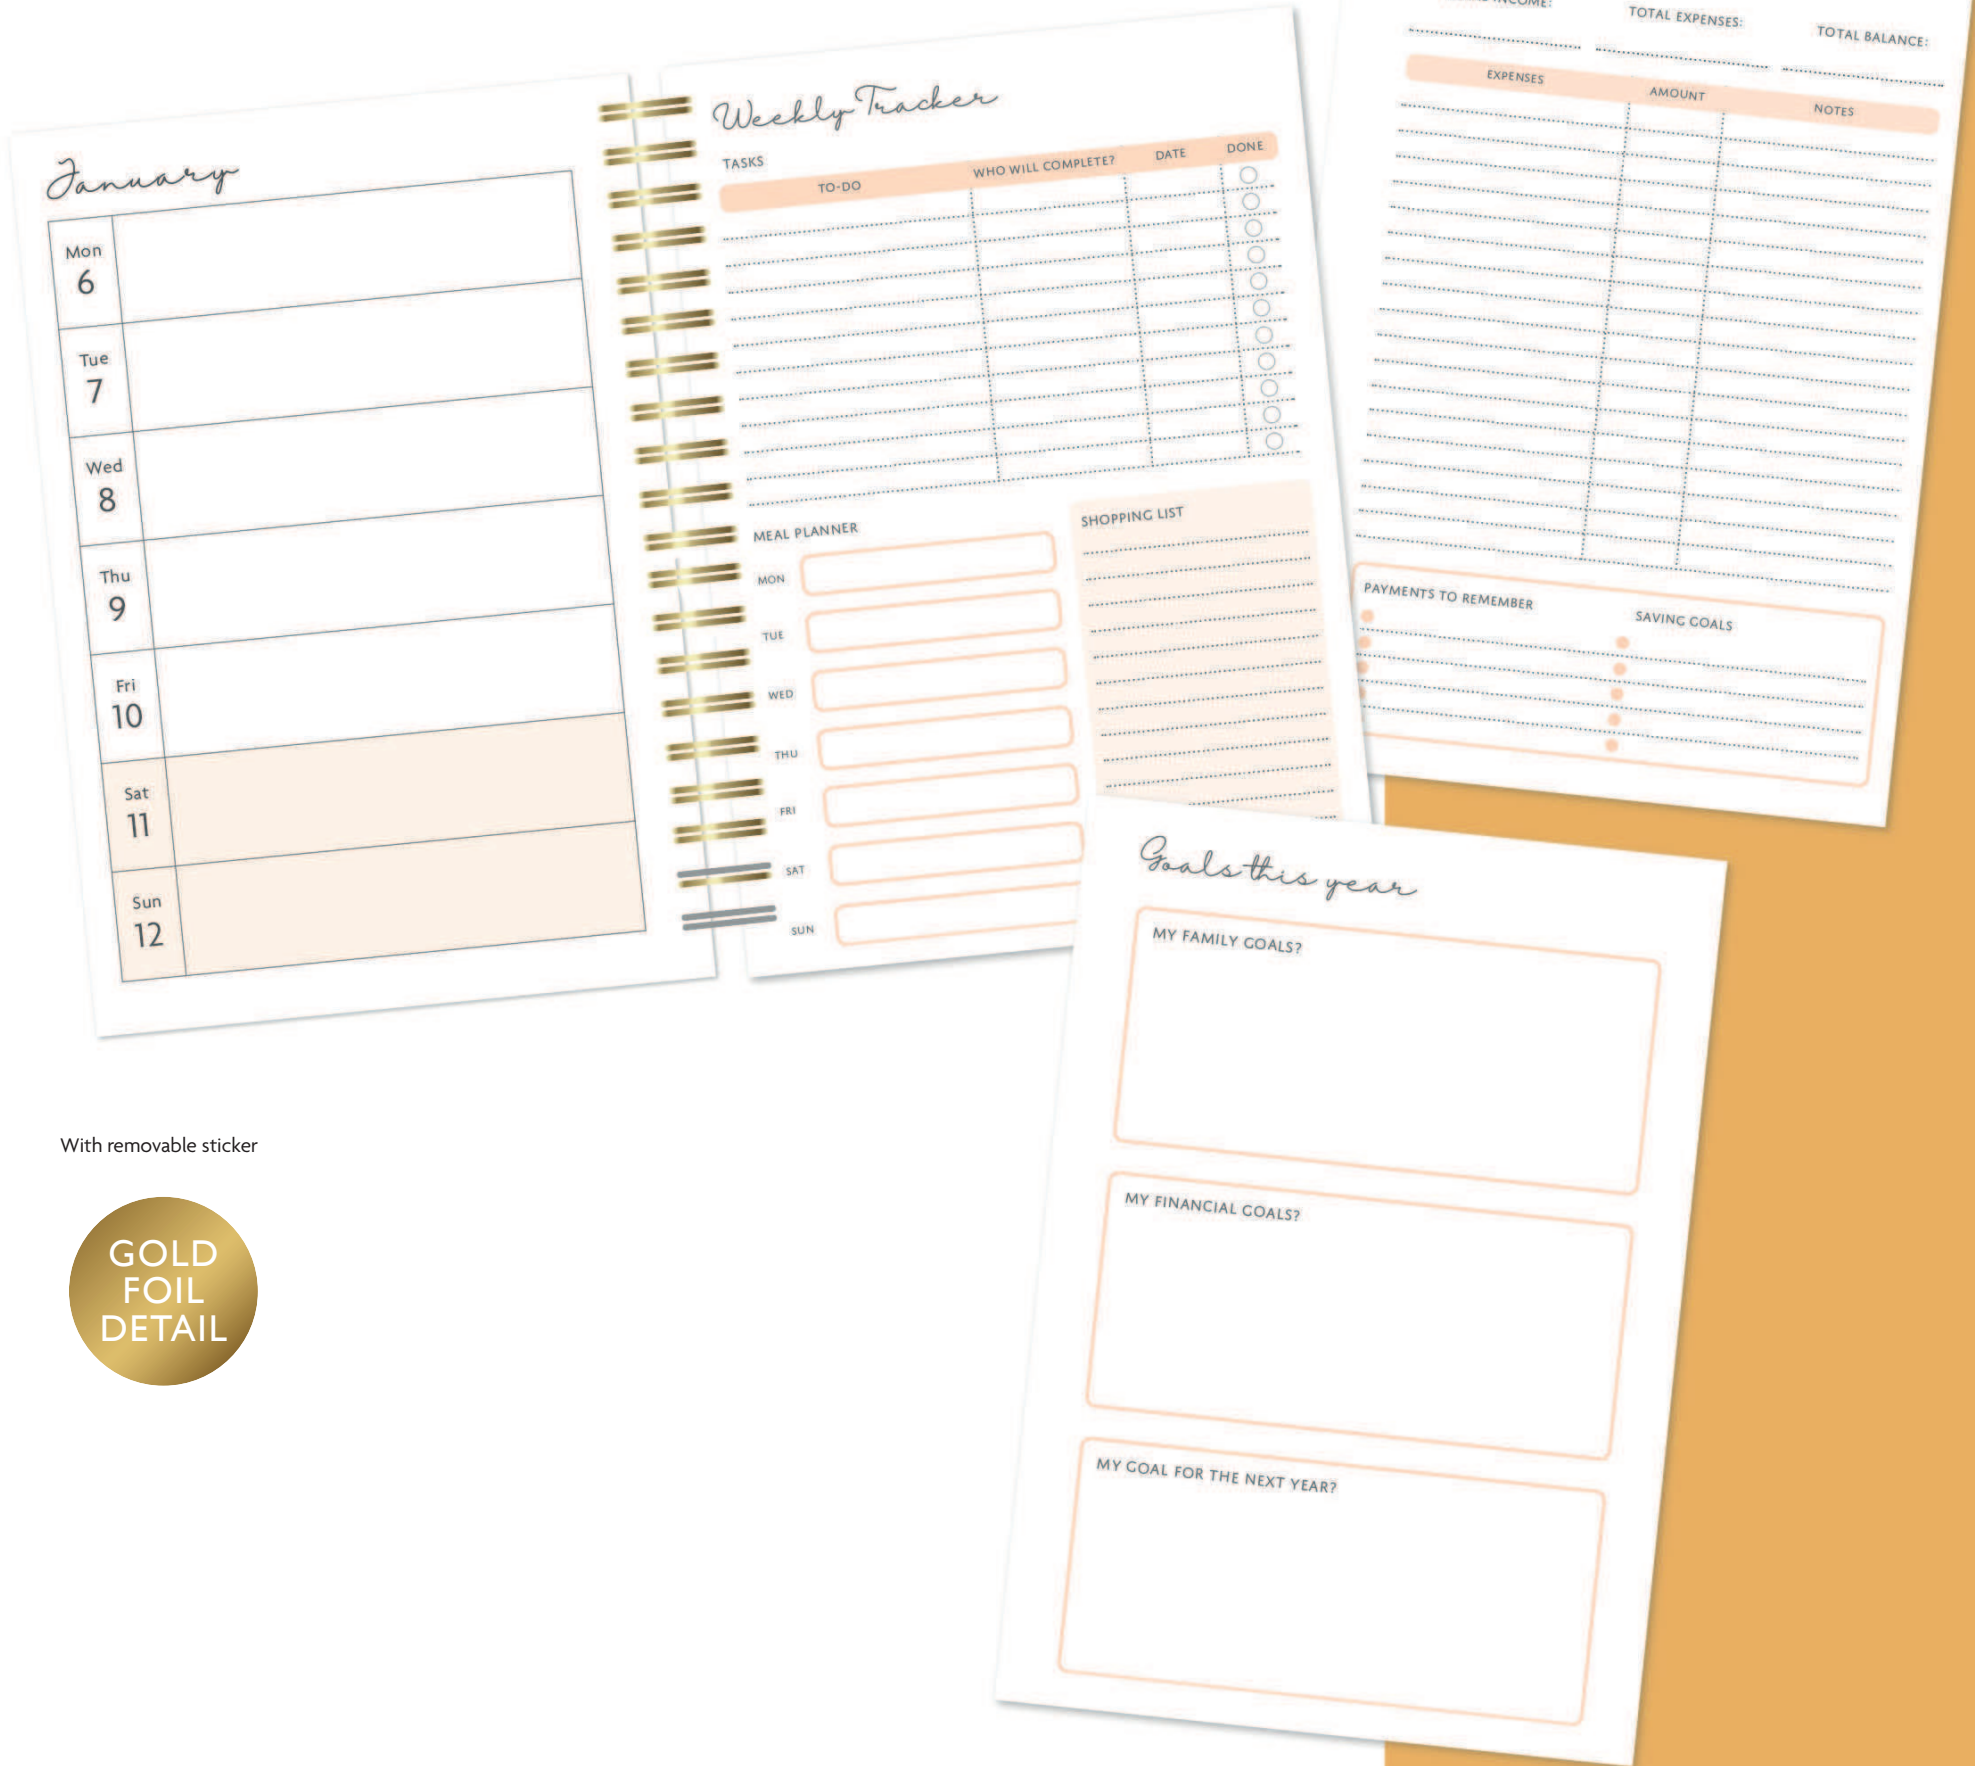 January
Mon
6
Tue
7
Wed
8
Thu
9
Fri
10
Sat
11
Sun
12
Weekly Tracker
TASKS
TO-DO WHO WILL COMPLETE? DATE DONE
MEAL PLANNER
MON
TUE
WED
THU
FRI
SAT
SUN
SHOPPING LIST
INCOME: TOTAL EXPENSES: TOTAL BALANCE:
EXPENSES AMOUNT NOTES
PAYMENTS TO REMEMBER SAVING GOALS
Goals this year
MY FAMILY GOALS?
MY FINANCIAL GOALS?
MY GOAL FOR THE NEXT YEAR?
With removable sticker
GOLD
FOIL
DETAIL